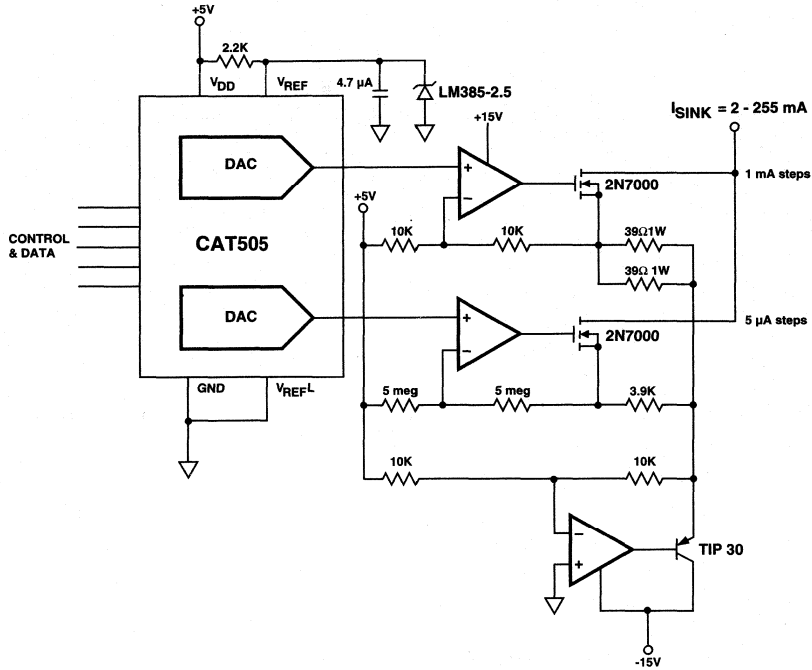 +5V
2.2K
VDD
VREF
4.7 µA
LM385-2.5
+15V
ISINK = 2 - 255 mA
DAC
+
−
2N7000
1 mA steps
+5V
10K
10K
39Ω1W
39Ω 1W
CONTROL
& DATA
CAT505
DAC
+
−
2N7000
5 µA steps
GND
VREFL
5 meg
5 meg
3.9K
10K
10K
−
+
TIP 30
-15V